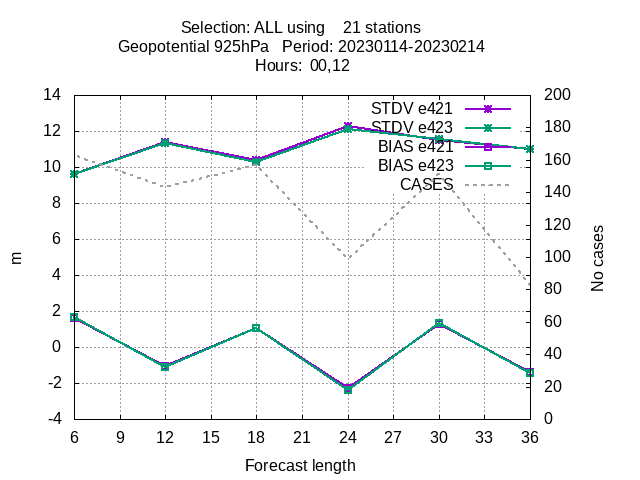 Selection: ALL using    21 stations
Geopotential 925hPa   Period: 20230114-20230214
Hours:  00,12
14 200
STDV e421
12 180
STDV e423
BIAS e421
10 160
BIAS e423
CASES
8 140
6 120
m
4 100
No cases
2 80
0 60
-2 40
20
-4 0
6 9 12 15 18 21 24 27 30 33 36
Forecast length